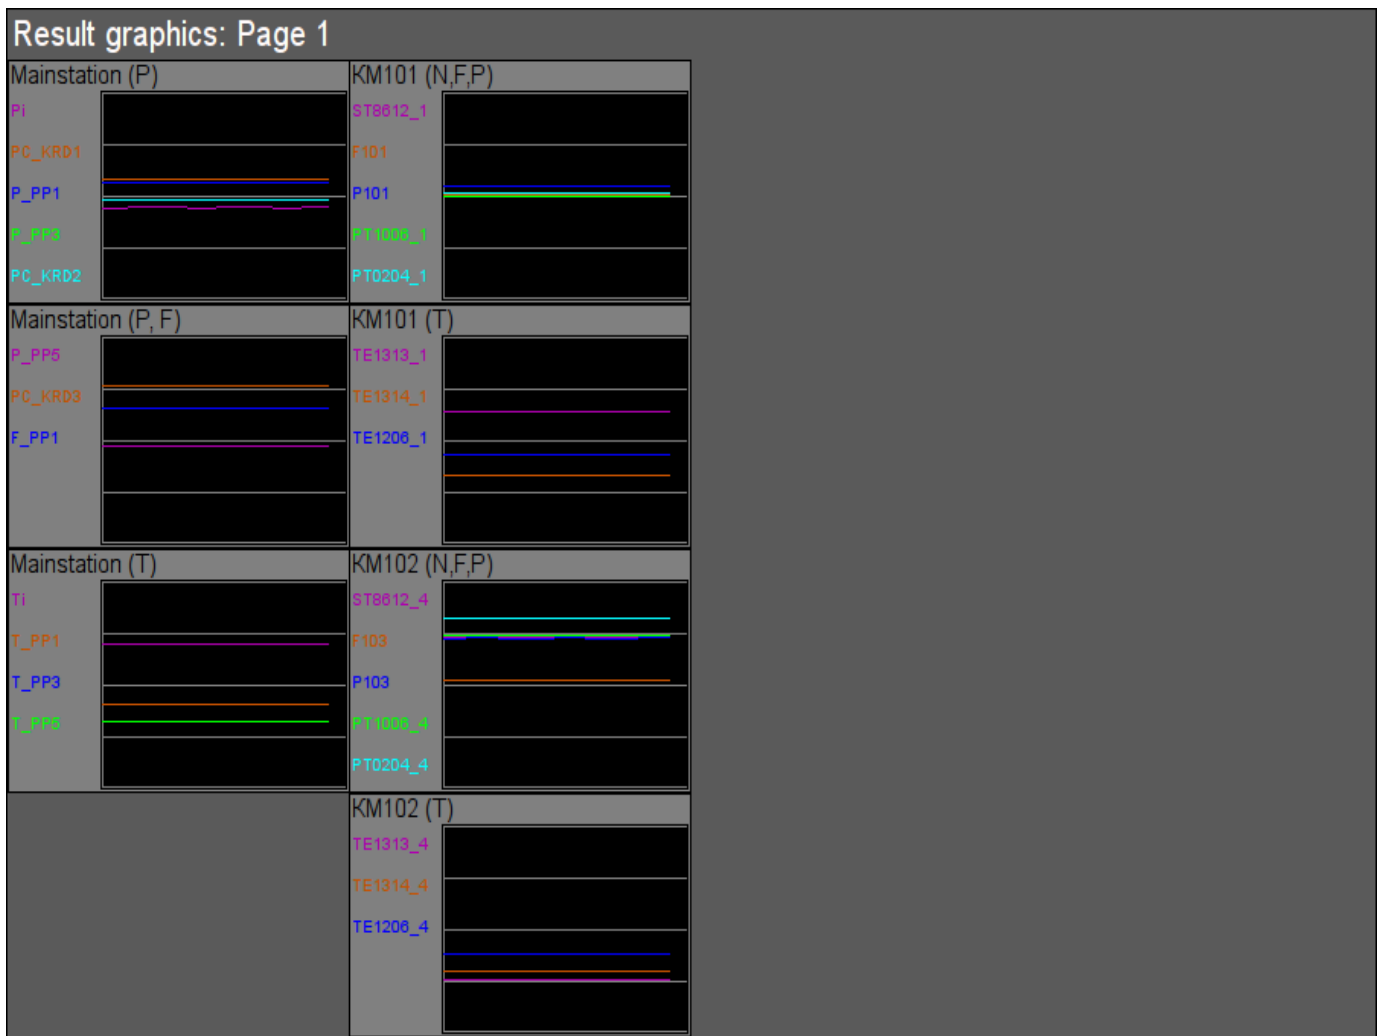 Result graphics: Page 1
Mainstation (P)
Pi
PC_KRD1
P_PP1
P_PP3
PC_KRD2
KM101 (N,F,P)
ST8612_1
F101
P101
PT1006_1
PT0204_1
Mainstation (P, F)
P_PP5
PC_KRD3
F_PP1
KM101 (T)
TE1313_1
TE1314_1
TE1206_1
Mainstation (T)
Ti
T_PP1
T_PP3
T_PP5
KM102 (N,F,P)
ST8612_4
F103
P103
PT1006_4
PT0204_4
KM102 (T)
TE1313_4
TE1314_4
TE1206_4